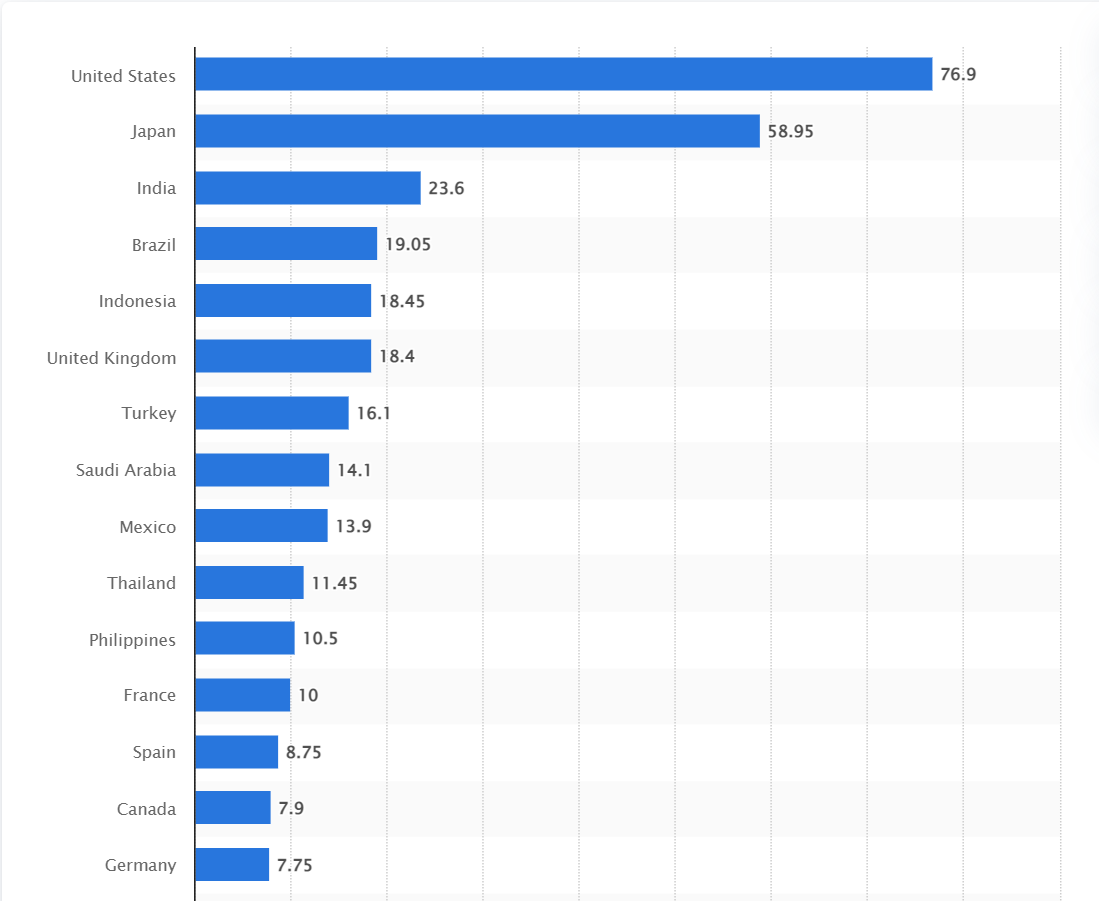 United States 76.9
Japan 58.95
India 23.6
Brazil 19.05
Indonesia 18.45
United Kingdom 18.4
Turkey 16.1
Saudi Arabia 14.1
Mexico 13.9
Thailand 11.45
Philippines 10.5
France 10
Spain 8.75
Canada 7.9
Germany 7.75